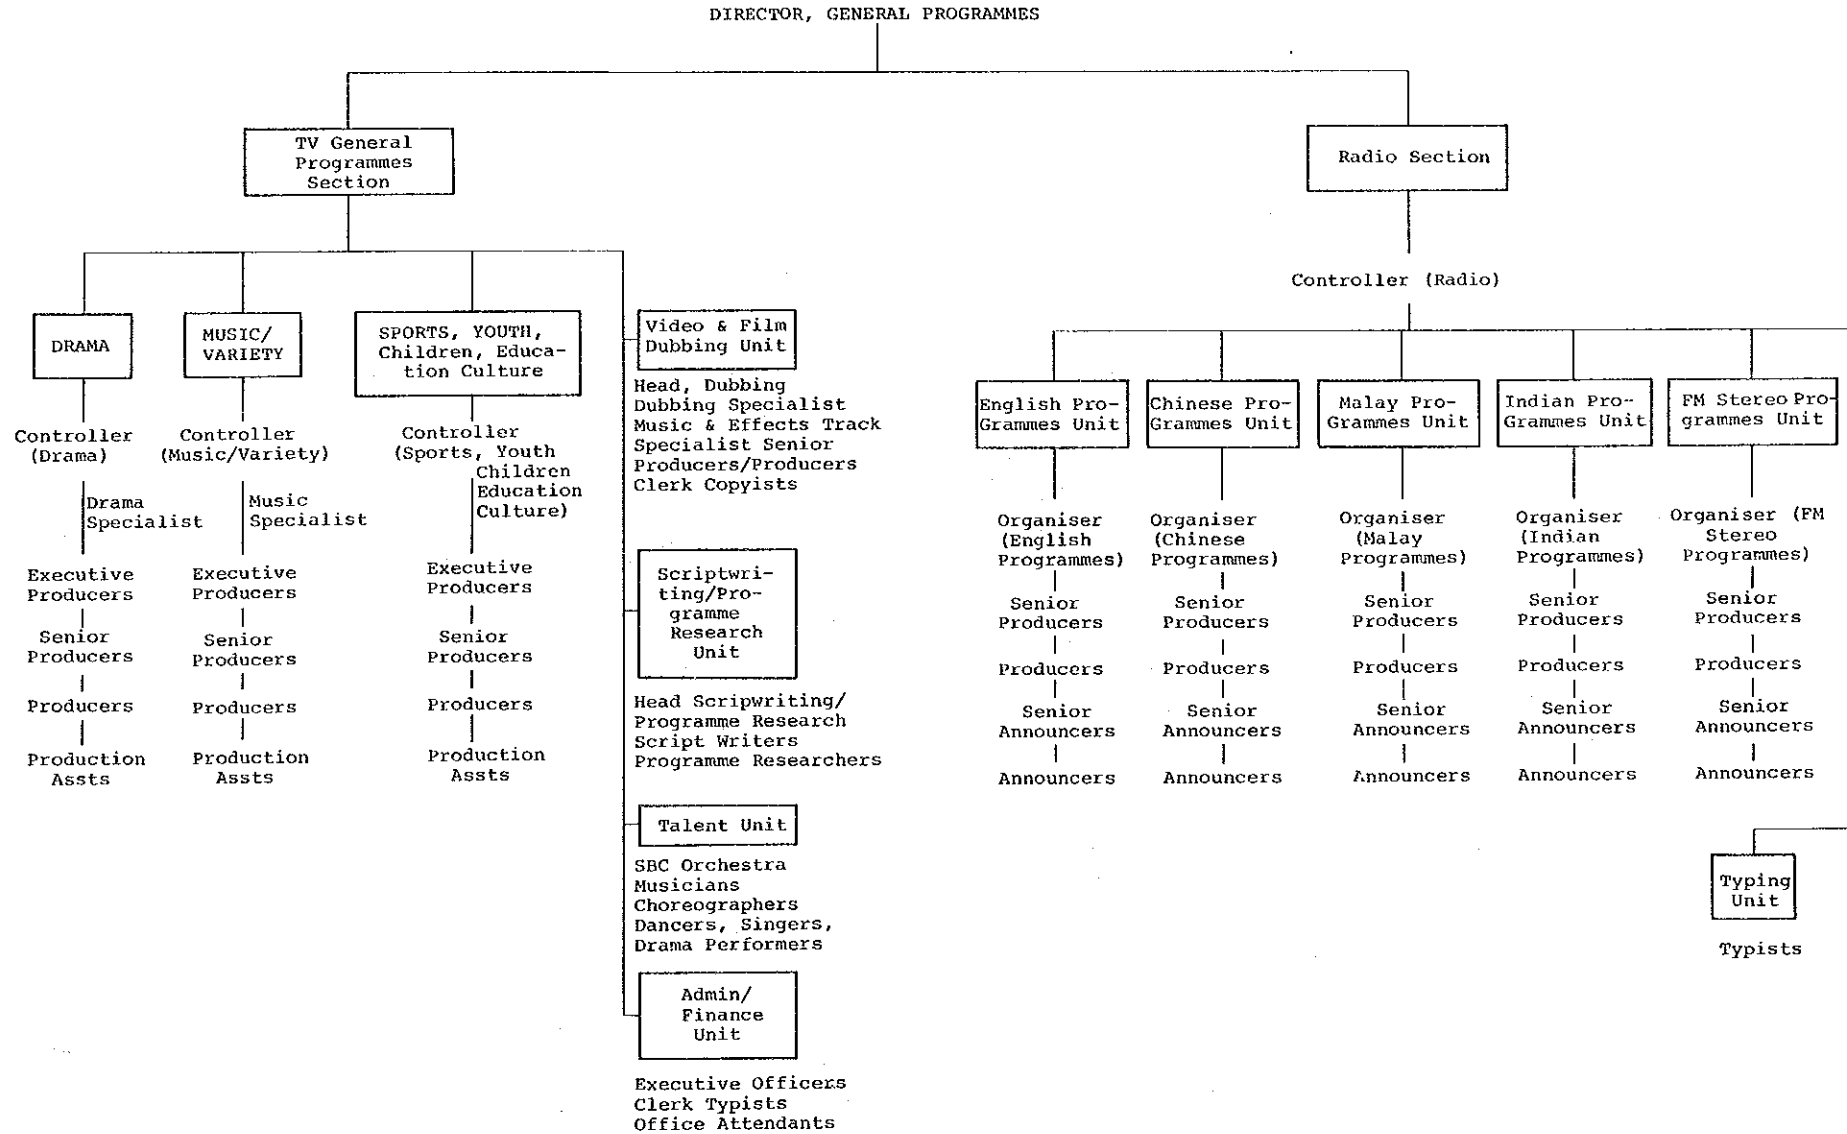 DIRECTOR, GENERAL PROGRAMMES
TV General
Programmes
Section
DRAMA
Controller
(Drama)
Drama
Specialist
Executive
Producers
Senior
Producers
Producers
Production
Assts
MUSIC/
VARIETY
Controller
(Music/Variety)
Music
Specialist
Executive
Producers
Senior
Producers
Producers
Production
Assts
SPORTS, YOUTH,
Children, Educa-
tion Culture
Controller
(Sports, Youth
Children
Education
Culture)
Executive
Producers
Senior
Producers
Producers
Production
Assts
Video & Film
Dubbing Unit
Head, Dubbing
Dubbing Specialist
Music & Effects Track
Specialist Senior
Producers/Producers
Clerk Copyists
Scriptwri-
ting/Pro-
gramme
Research
Unit
Head Scripwriting/
Programme Research
Script Writers
Programme Researchers
Talent Unit
SBC Orchestra
Musicians
Choreographers
Dancers, Singers,
Drama Performers
Admin/
Finance
Unit
Executive Officers
Clerk Typists
Office Attendants
Radio Section
Controller (Radio)
English Pro-
Grammes Unit
Organiser
(English
Programmes)
Senior
Producers
Producers
Senior
Announcers
Announcers
Chinese Pro-
Grammes Unit
Organiser
(Chinese
Programmes)
Senior
Producers
Producers
Senior
Announcers
Announcers
Malay Pro-
Grammes Unit
Organiser
(Malay
Programmes)
Senior
Producers
Producers
Senior
Announcers
Announcers
Indian Pro-
Grammes Unit
Organiser
(Indian
Programmes)
Senior
Producers
Producers
Senior
Announcers
Announcers
FM Stereo Pro-
grammes Unit
Organiser (FM
Stereo
Programmes)
Senior
Producers
Producers
Senior
Announcers
Announcers
Typing
Unit
Typists